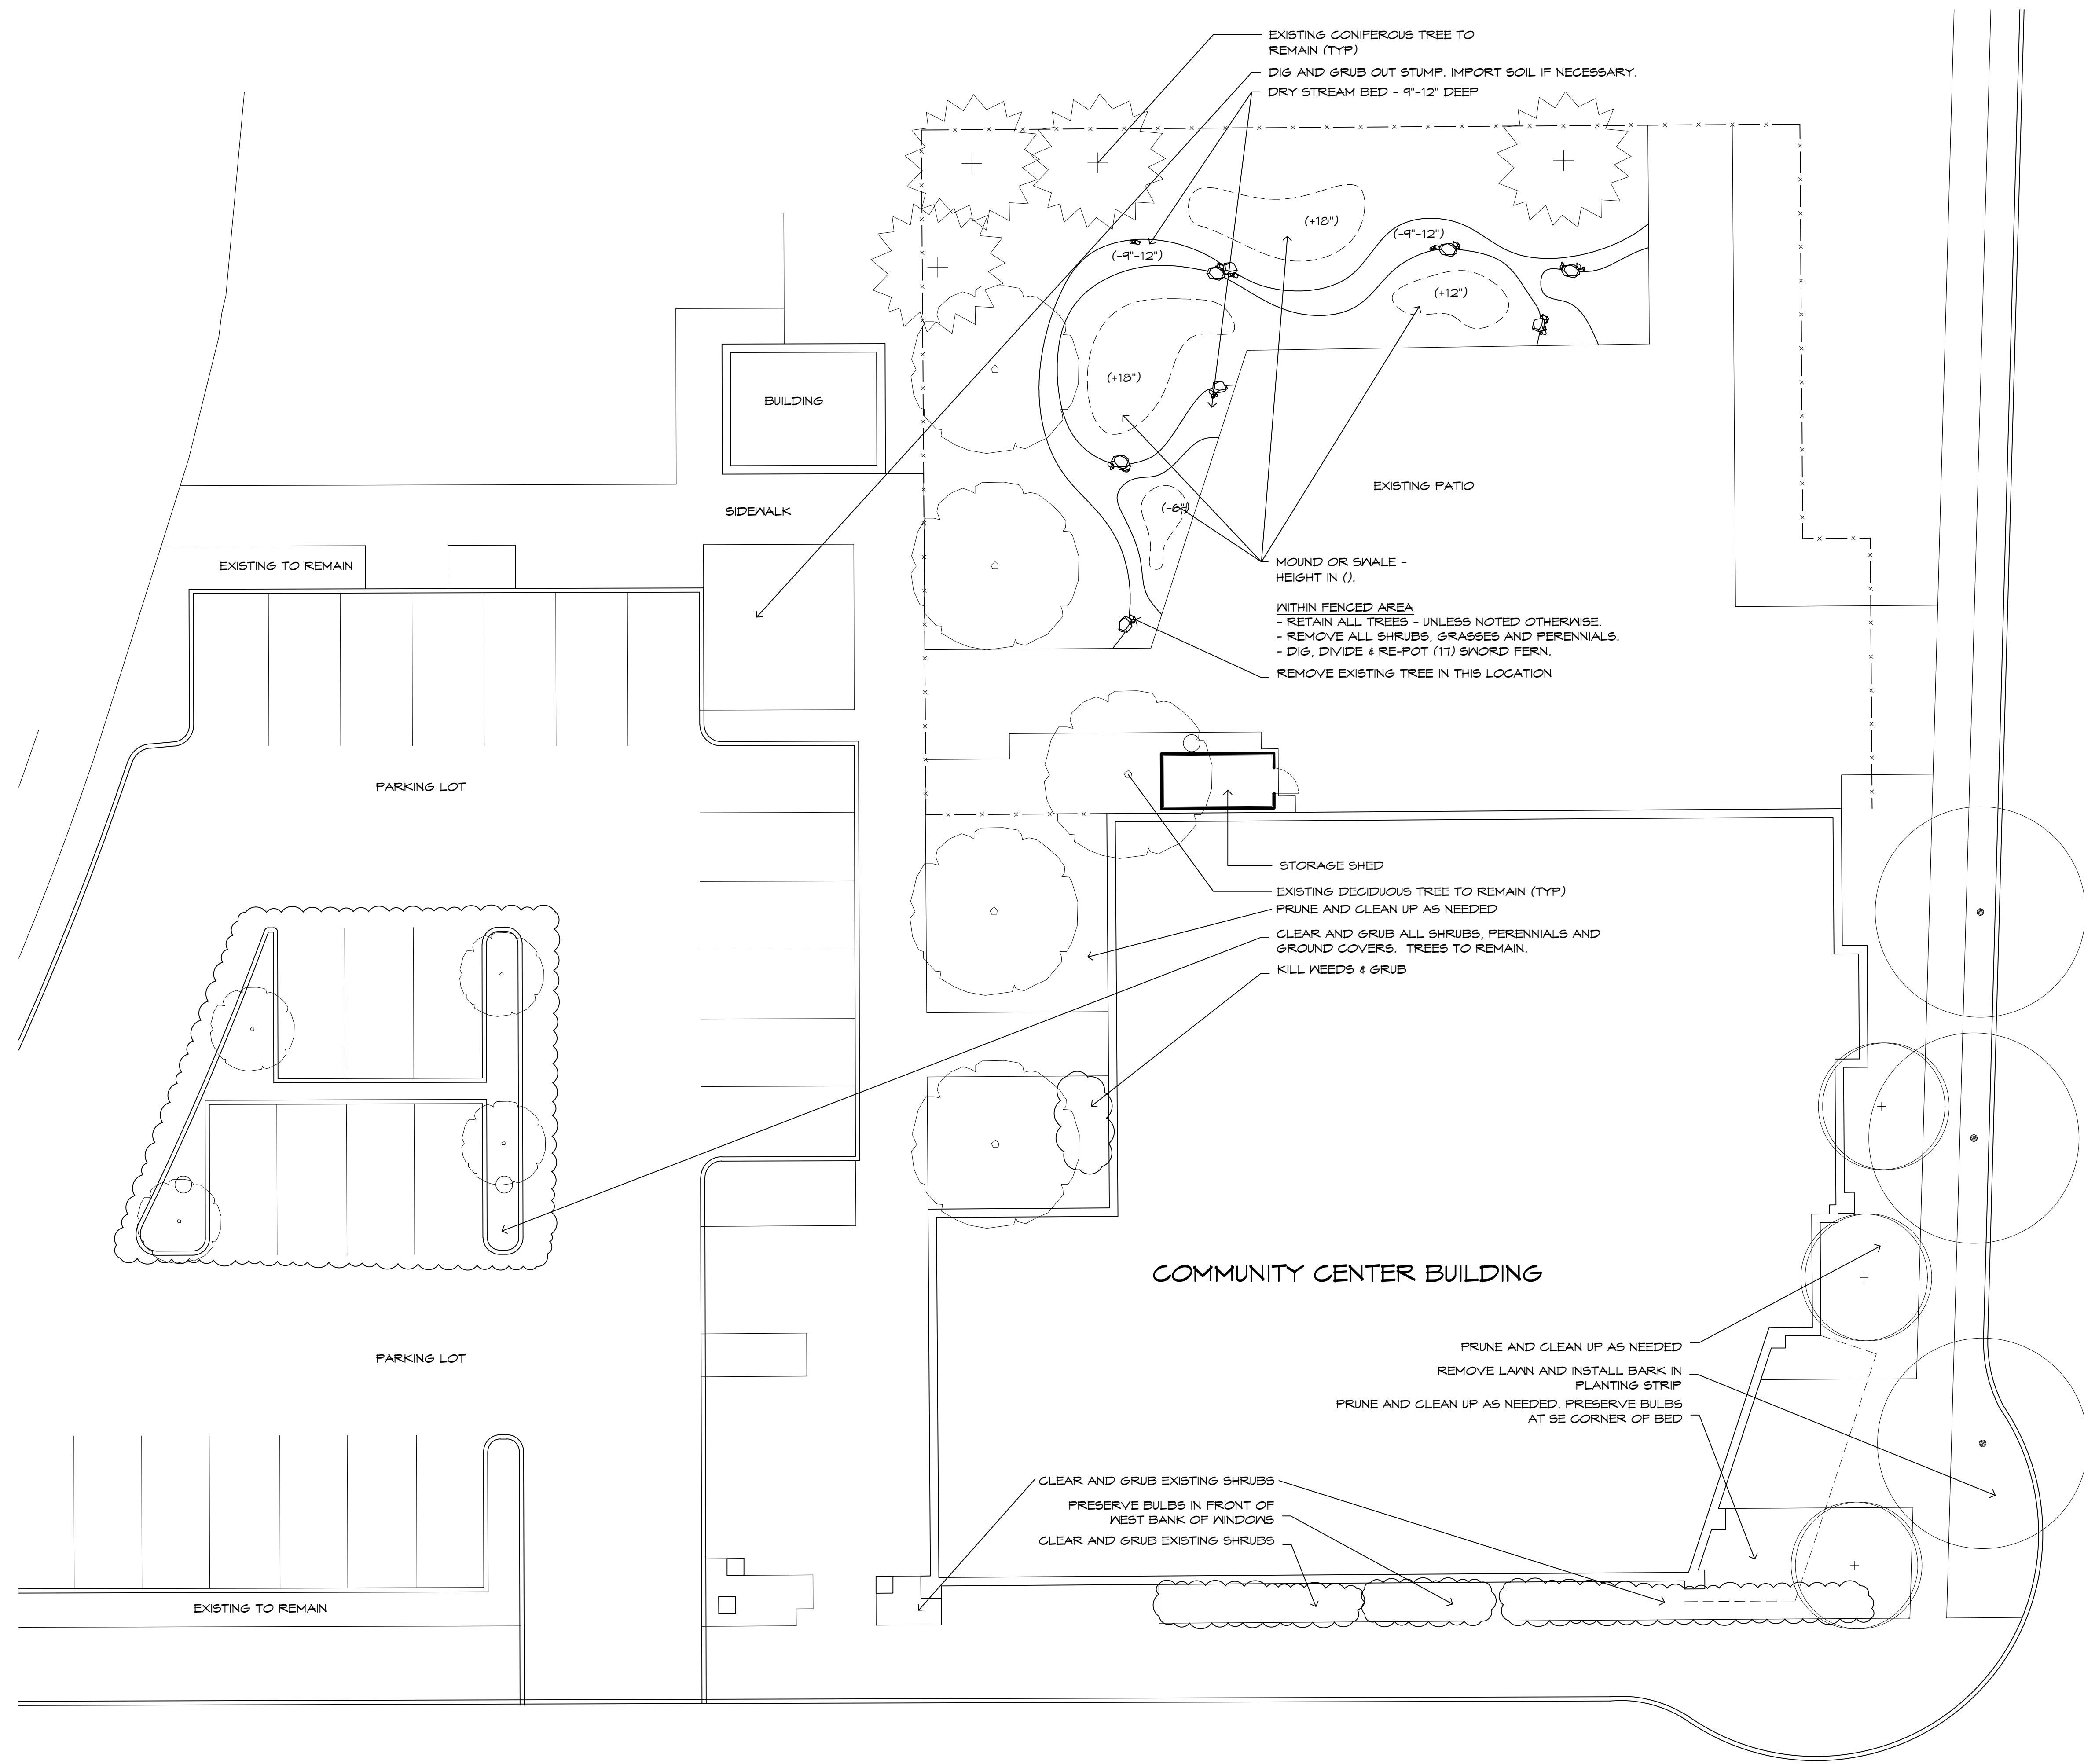 EXISTING CONIFEROUS TREE TO
REMAIN (TYP)
DIG AND GRUB OUT STUMP. IMPORT SOIL IF NECESSARY.
DRY STREAM BED - 9"-12" DEEP
(+18")
(-9"-12")
(-9"-12")
(+12")
(+18")
BUILDING
EXISTING PATIO
(-6")
SIDEWALK
MOUND OR SWALE -
HEIGHT IN ().
EXISTING TO REMAIN
WITHIN FENCED AREA
- RETAIN ALL TREES - UNLESS NOTED OTHERWISE.
- REMOVE ALL SHRUBS, GRASSES AND PERENNIALS.
- DIG, DIVIDE & RE-POT (17) SWORD FERN.
REMOVE EXISTING TREE IN THIS LOCATION
PARKING LOT
STORAGE SHED
EXISTING DECIDUOUS TREE TO REMAIN (TYP)
PRUNE AND CLEAN UP AS NEEDED
CLEAR AND GRUB ALL SHRUBS, PERENNIALS AND
GROUND COVERS. TREES TO REMAIN.
KILL WEEDS & GRUB
COMMUNITY CENTER BUILDING
PARKING LOT
PRUNE AND CLEAN UP AS NEEDED
REMOVE LAWN AND INSTALL BARK IN
PLANTING STRIP
PRUNE AND CLEAN UP AS NEEDED. PRESERVE BULBS
AT SE CORNER OF BED
CLEAR AND GRUB EXISTING SHRUBS
PRESERVE BULBS IN FRONT OF
WEST BANK OF WINDOWS
CLEAR AND GRUB EXISTING SHRUBS
EXISTING TO REMAIN